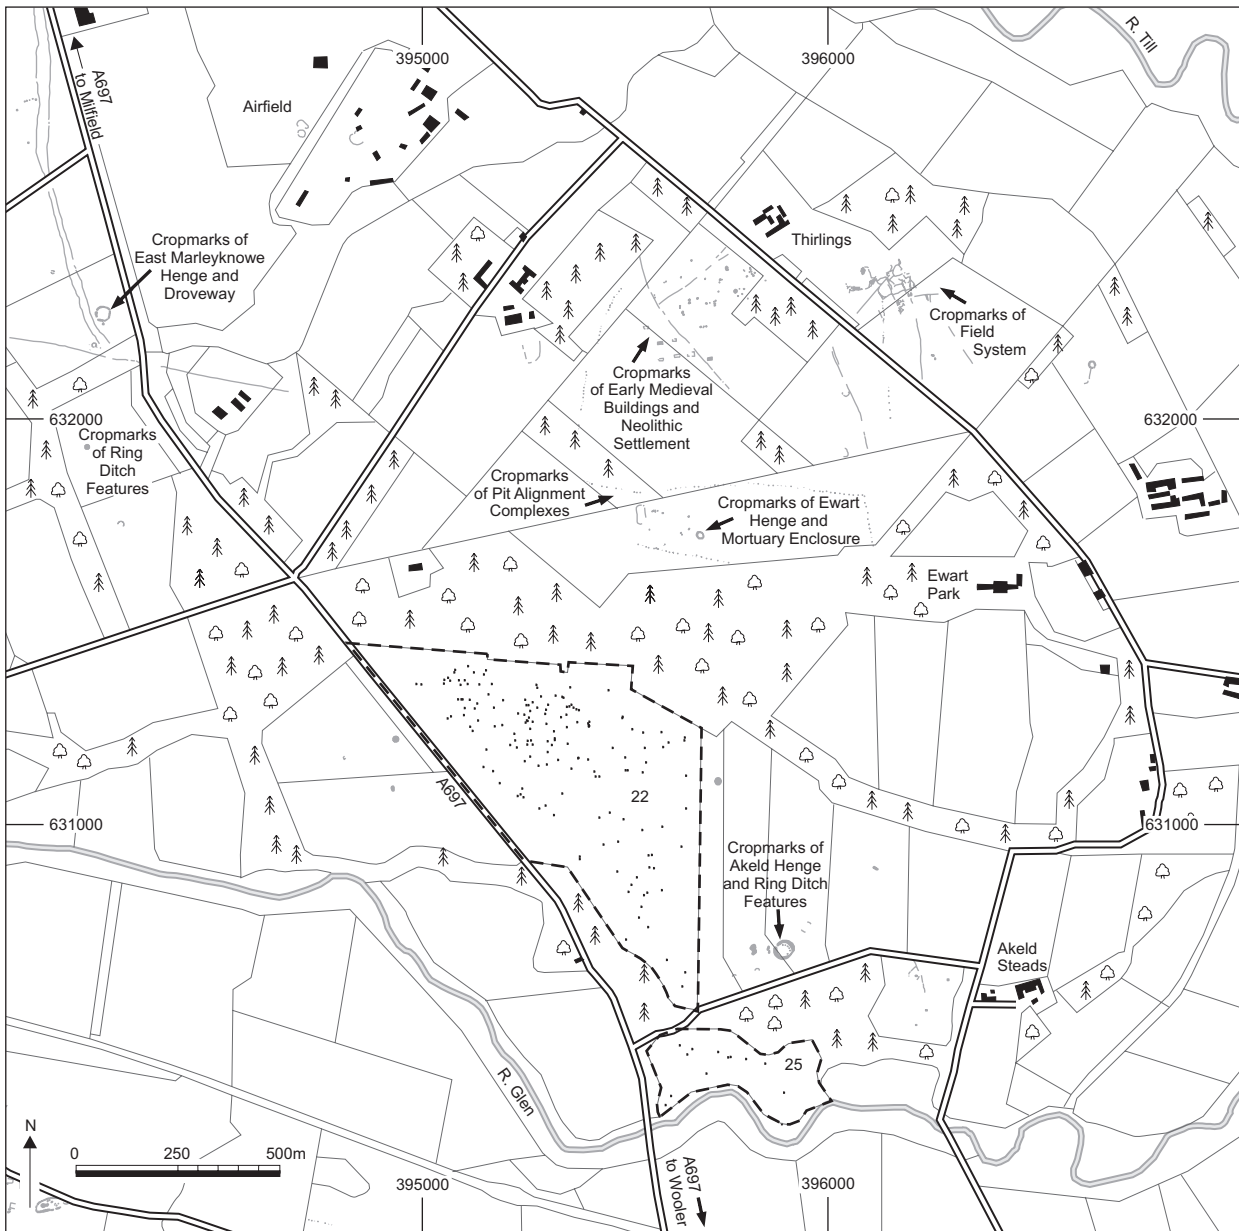 395000
396000
R. Till
A697
to Milfield
Airfield
Cropmarks of
East Marleyknowe
Henge and
Droveway
Thirlings
Cropmarks of
Field
System
Cropmarks
of Early Medieval
Buildings and
Neolithic
Settlement
632000
632000
Cropmarks
of Ring
Ditch
Features
Cropmarks
of Pit Alignment
Complexes
Cropmarks of Ewart
Henge and
Mortuary Enclosure
Ewart
Park
A697
22
631000
631000
Cropmarks of
Akeld Henge
and Ring Ditch
Features
Akeld
Steads
25
R. Glen
N
0 250 500m
395000
396000
A697
to Wooler